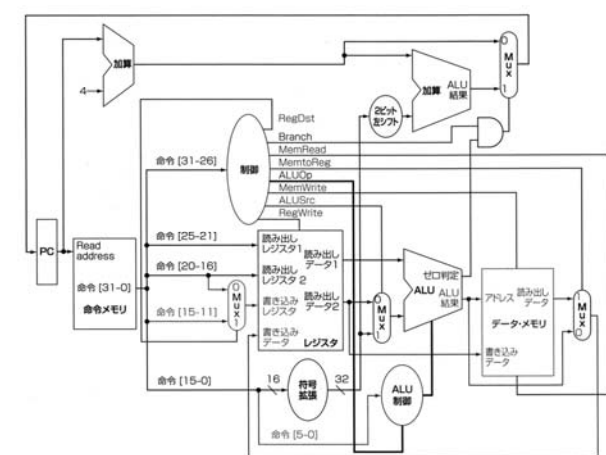 加算
4
0
Mux
1
加算
ALU
結果
2ビット
左シフト
RegDst
Branch
MemRead
MemtoReg
ALUOp
MemWrite
ALUSrc
RegWrite
制御
命令 [31-26]
PC
Read
address
命令 [31-0]
命令メモリ
命令 [25-21]
命令 [20-16]
命令 [15-11]
命令 [15-0]
0
Mux
1
読み出し
レジスタ1
読み出し
レジスタ2
書き込み
レジスタ
書き込み
データ
読み出し
データ1
読み出し
データ2
レジスタ
0
Mux
1
ゼロ判定
ALU
ALU
結果
アドレス
読み出し
データ
データ・メモリ
書き込み
データ
1
Mux
0
16
符号
拡張
32
ALU
制御
命令 [5-0]